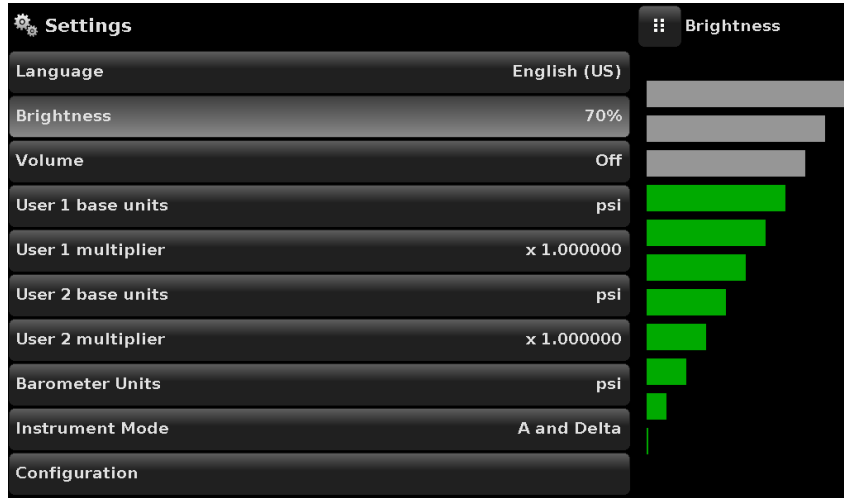 Settings
Language English (US)
Brightness 70%
Volume Off
User 1 base units psi
User 1 multiplier x 1.000000
User 2 base units psi
User 2 multiplier x 1.000000
Barometer Units psi
Instrument Mode A and Delta
Configuration
Brightness